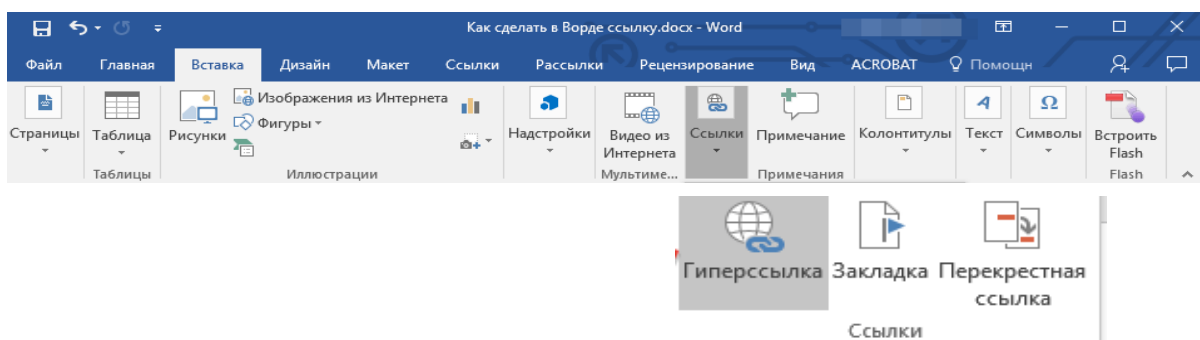 Как сделать в Ворде ссылку.docx - Word
Файл Главная Вставка Дизайн Макет Ссылки Рассылки Рецензирование Вид ACROBAT Помощн
Страницы
Таблица
Рисунки
Изображения из Интернета
Фигуры
Надстройки
Видео из
Интернета
Ссылки
Примечание
Колонтитулы
Текст
Символы
Встроить
Flash
Таблицы Иллюстрации Мультиме... Примечания Flash
Гиперссылка Закладка Перекрестная
ссылка
Ссылки